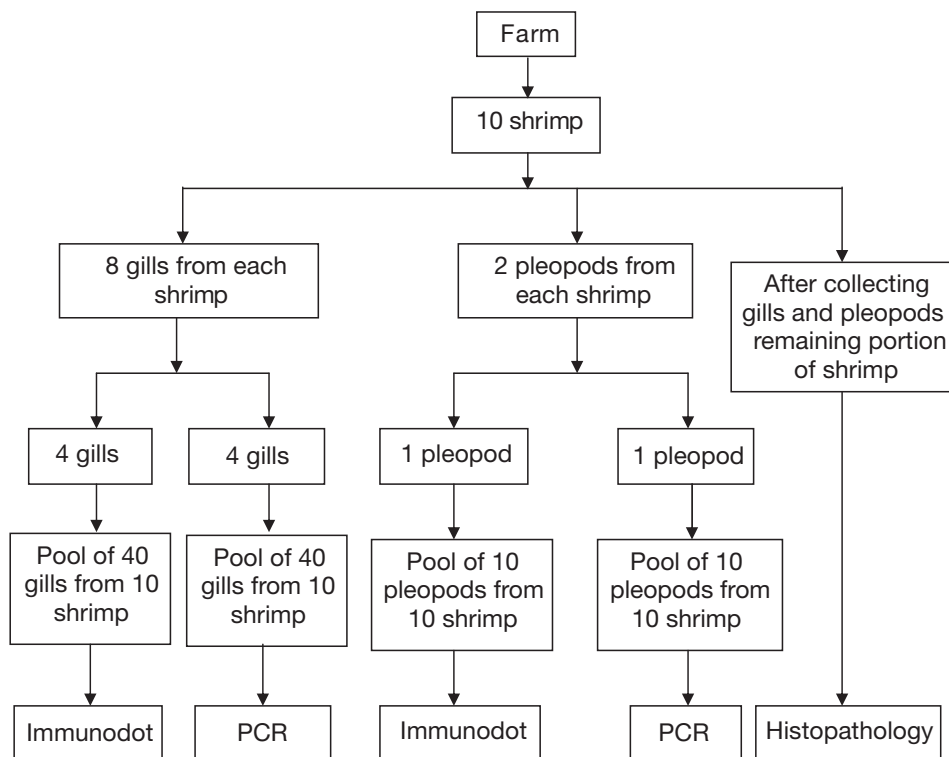 Farm
10 shrimp
8 gills from each
shrimp
2 pleopods from
each shrimp
After collecting
gills and pleopods
remaining portion
of shrimp
4 gills
4 gills
1 pleopod
1 pleopod
Pool of 40
gills from 10
shrimp
Pool of 40
gills from 10
shrimp
Pool of 10
pleopods from
10 shrimp
Pool of 10
pleopods from
10 shrimp
Immunodot
PCR
Immunodot
PCR
Histopathology